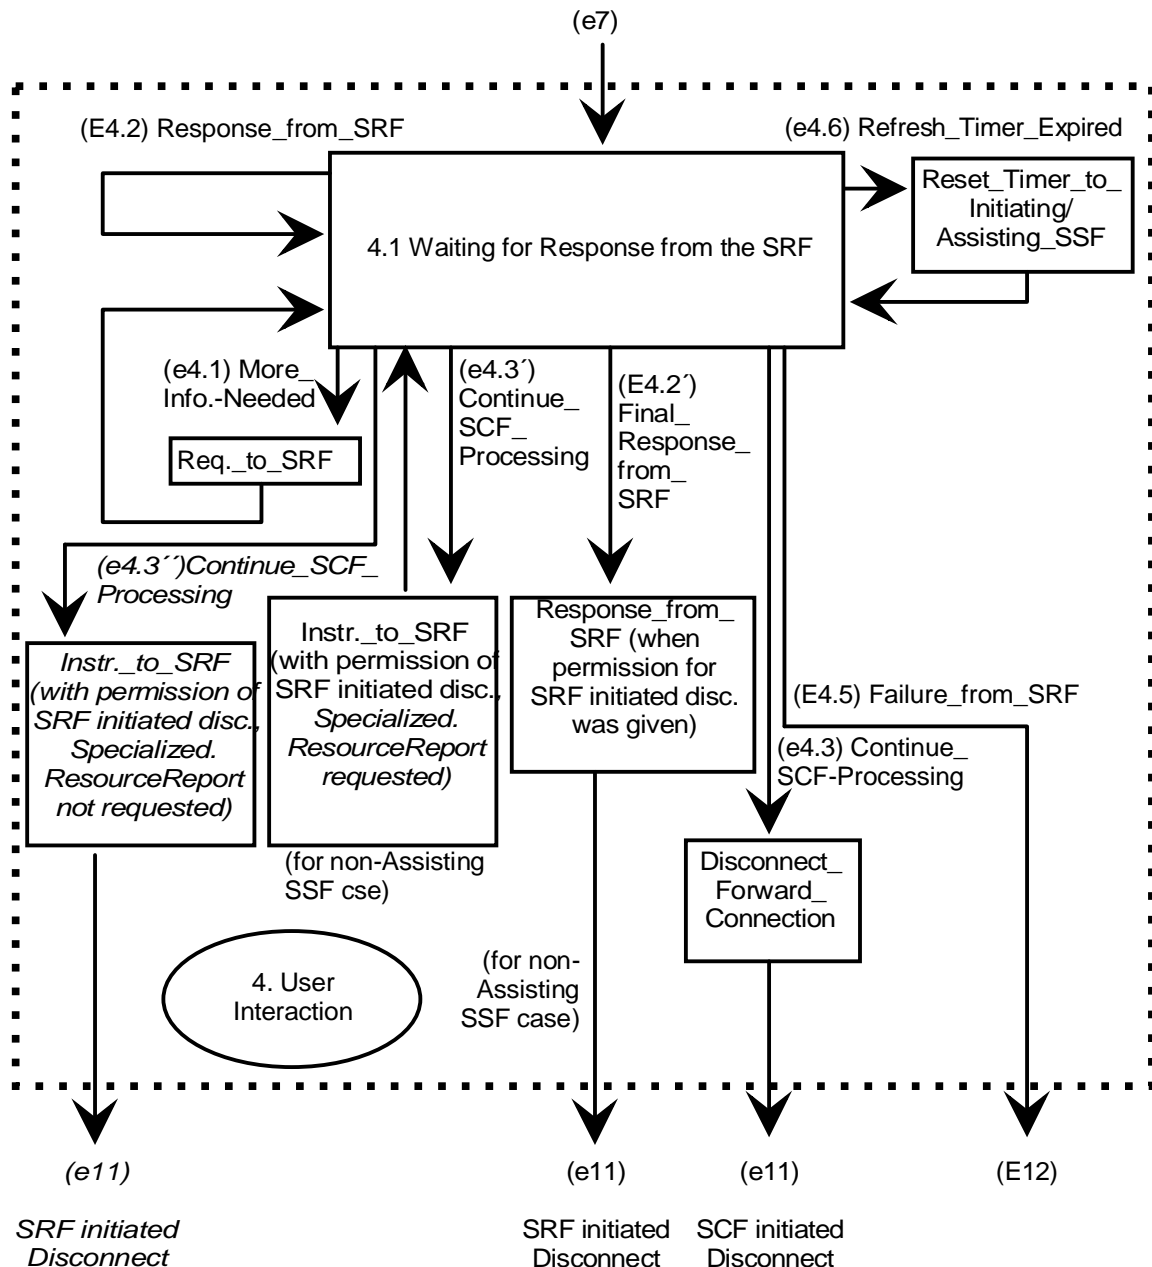 (e7)
(E4.2) Response_from_SRF
(e4.6) Refresh_Timer_Expired
Reset_Timer_to_
Initiating/
Assisting_SSF
4.1 Waiting for Response from the SRF
(e4.1) More_
Info.-Needed
Req._to_SRF
(e4.3´)
Continue_
SCF_
Processing
(E4.2´)
Final_
Response_
from_
SRF
(e4.3´´)Continue_SCF_
Processing
Instr._to_SRF
(with permission of
SRF initiated disc.,
Specialized.
ResourceReport
not requested)
Instr._to_SRF
(with permission of
SRF initiated disc.,
Specialized.
ResourceReport
requested)
(for non-Assisting
SSF cse)
Response_from_
SRF (when
permission for
SRF initiated disc.
was given)
(E4.5) Failure_from_SRF
(e4.3) Continue_
SCF-Processing
Disconnect_
Forward_
Connection
4. User
Interaction
(for non-
Assisting
SSF case)
(e11)
SRF initiated
Disconnect
(e11)
SRF initiated
Disconnect
(e11)
SCF initiated
Disconnect
(E12)